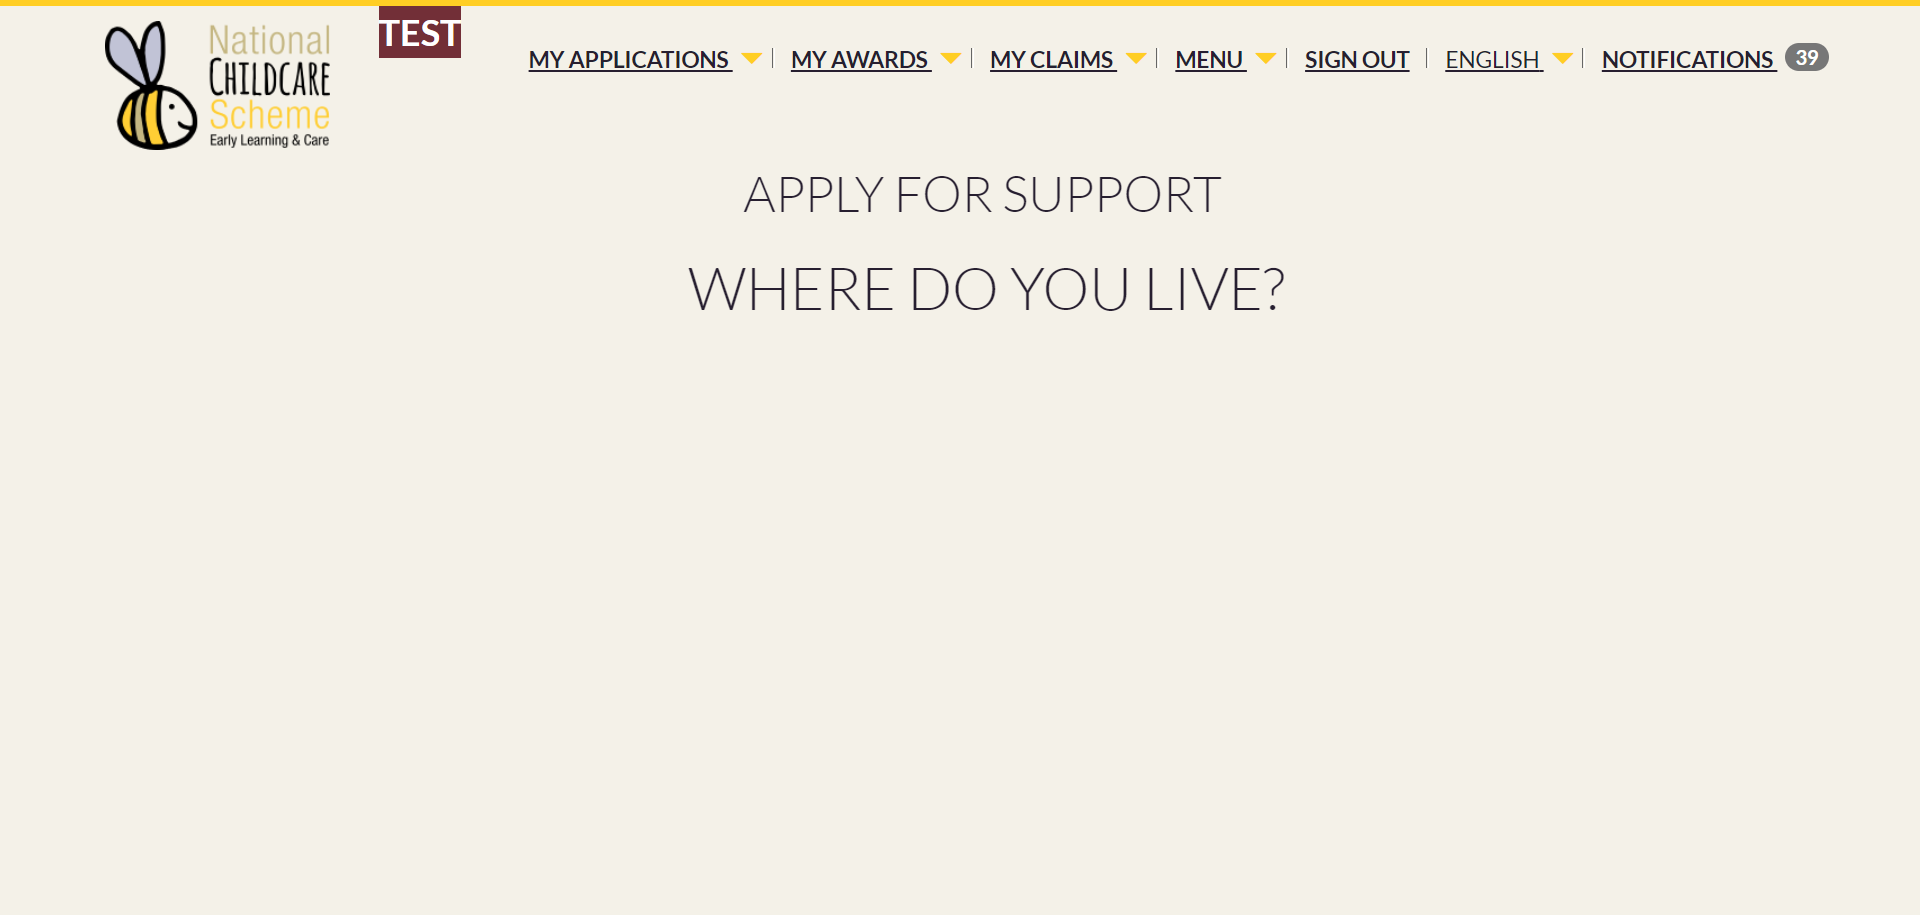 National
CHILDCARE
Scheme
Early Learning & Care
TEST
MY APPLICATIONS MY AWARDS MY CLAIMS MENU SIGN OUT ENGLISH NOTIFICATIONS 39
APPLY FOR SUPPORT
WHERE DO YOU LIVE?